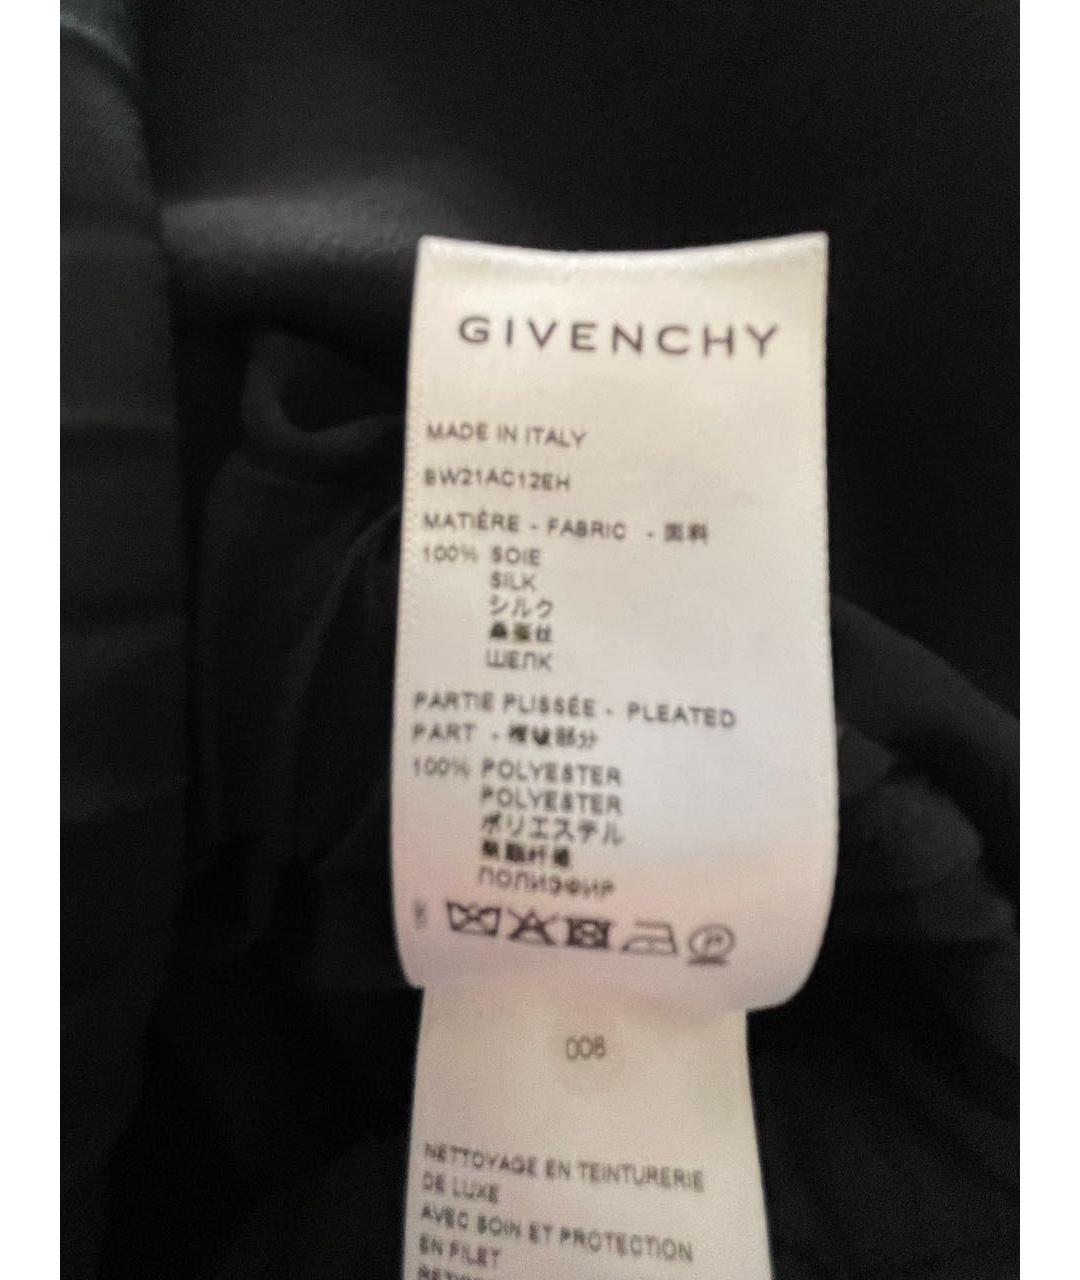 GIVENCHY
MADE IN ITALY
BW21AC12EH
MATIÈRE - FABRIC - 面料
100% SOIE
SILK
シルク
桑蚕丝
ШЕЛК
PARTIE PLISSÉE - PLEATED
PART - 褶皱部分
100% POLYESTER
POLYESTER
ポリエステル
聚酯纤维
ПОЛИЭФИР
P
008
NETTOYAGE EN TEINTURERIE
DE LUXE
AVEC SOIN ET PROTECTION
EN FILET